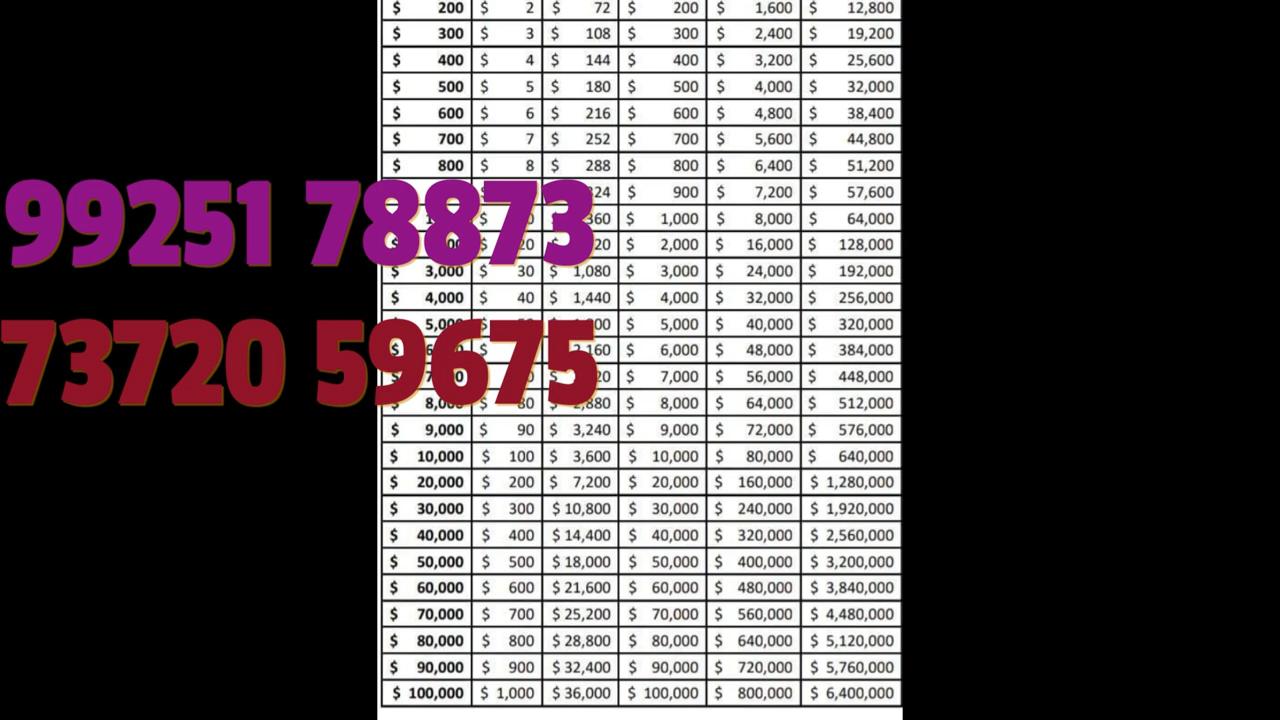 $ 200 $ 2 $ 72 $ 200 $ 1,600 $ 12,800
$ 300 $ 3 $ 108 $ 300 $ 2,400 $ 19,200
$ 400 $ 4 $ 144 $ 400 $ 3,200 $ 25,600
$ 500 $ 5 $ 180 $ 500 $ 4,000 $ 32,000
$ 600 $ 6 $ 216 $ 600 $ 4,800 $ 38,400
$ 700 $ 7 $ 252 $ 700 $ 5,600 $ 44,800
$ 800 $ 8 $ 288 $ 800 $ 6,400 $ 51,200
$ 900 $ 7,200 $ 57,600
99251 78873
$ 1,000 $ 8,000 $ 64,000
$ 2,000 $ 16,000 $ 128,000
$ 3,000 $ 30 $ 1,080 $ 3,000 $ 24,000 $ 192,000
$ 4,000 $ 40 $ 1,440 $ 4,000 $ 32,000 $ 256,000
$ 5,000 $ 40,000 $ 320,000
73720 59675
$ 6,000 $ 48,000 $ 384,000
$ 7,000 $ 56,000 $ 448,000
$ 8,000 $ 80 $ 2,880 $ 8,000 $ 64,000 $ 512,000
$ 9,000 $ 90 $ 3,240 $ 9,000 $ 72,000 $ 576,000
$ 10,000 $ 100 $ 3,600 $ 10,000 $ 80,000 $ 640,000
$ 20,000 $ 200 $ 7,200 $ 20,000 $ 160,000 $ 1,280,000
$ 30,000 $ 300 $ 10,800 $ 30,000 $ 240,000 $ 1,920,000
$ 40,000 $ 400 $ 14,400 $ 40,000 $ 320,000 $ 2,560,000
$ 50,000 $ 500 $ 18,000 $ 50,000 $ 400,000 $ 3,200,000
$ 60,000 $ 600 $ 21,600 $ 60,000 $ 480,000 $ 3,840,000
$ 70,000 $ 700 $ 25,200 $ 70,000 $ 560,000 $ 4,480,000
$ 80,000 $ 800 $ 28,800 $ 80,000 $ 640,000 $ 5,120,000
$ 90,000 $ 900 $ 32,400 $ 90,000 $ 720,000 $ 5,760,000
$ 100,000 $ 1,000 $ 36,000 $ 100,000 $ 800,000 $ 6,400,000